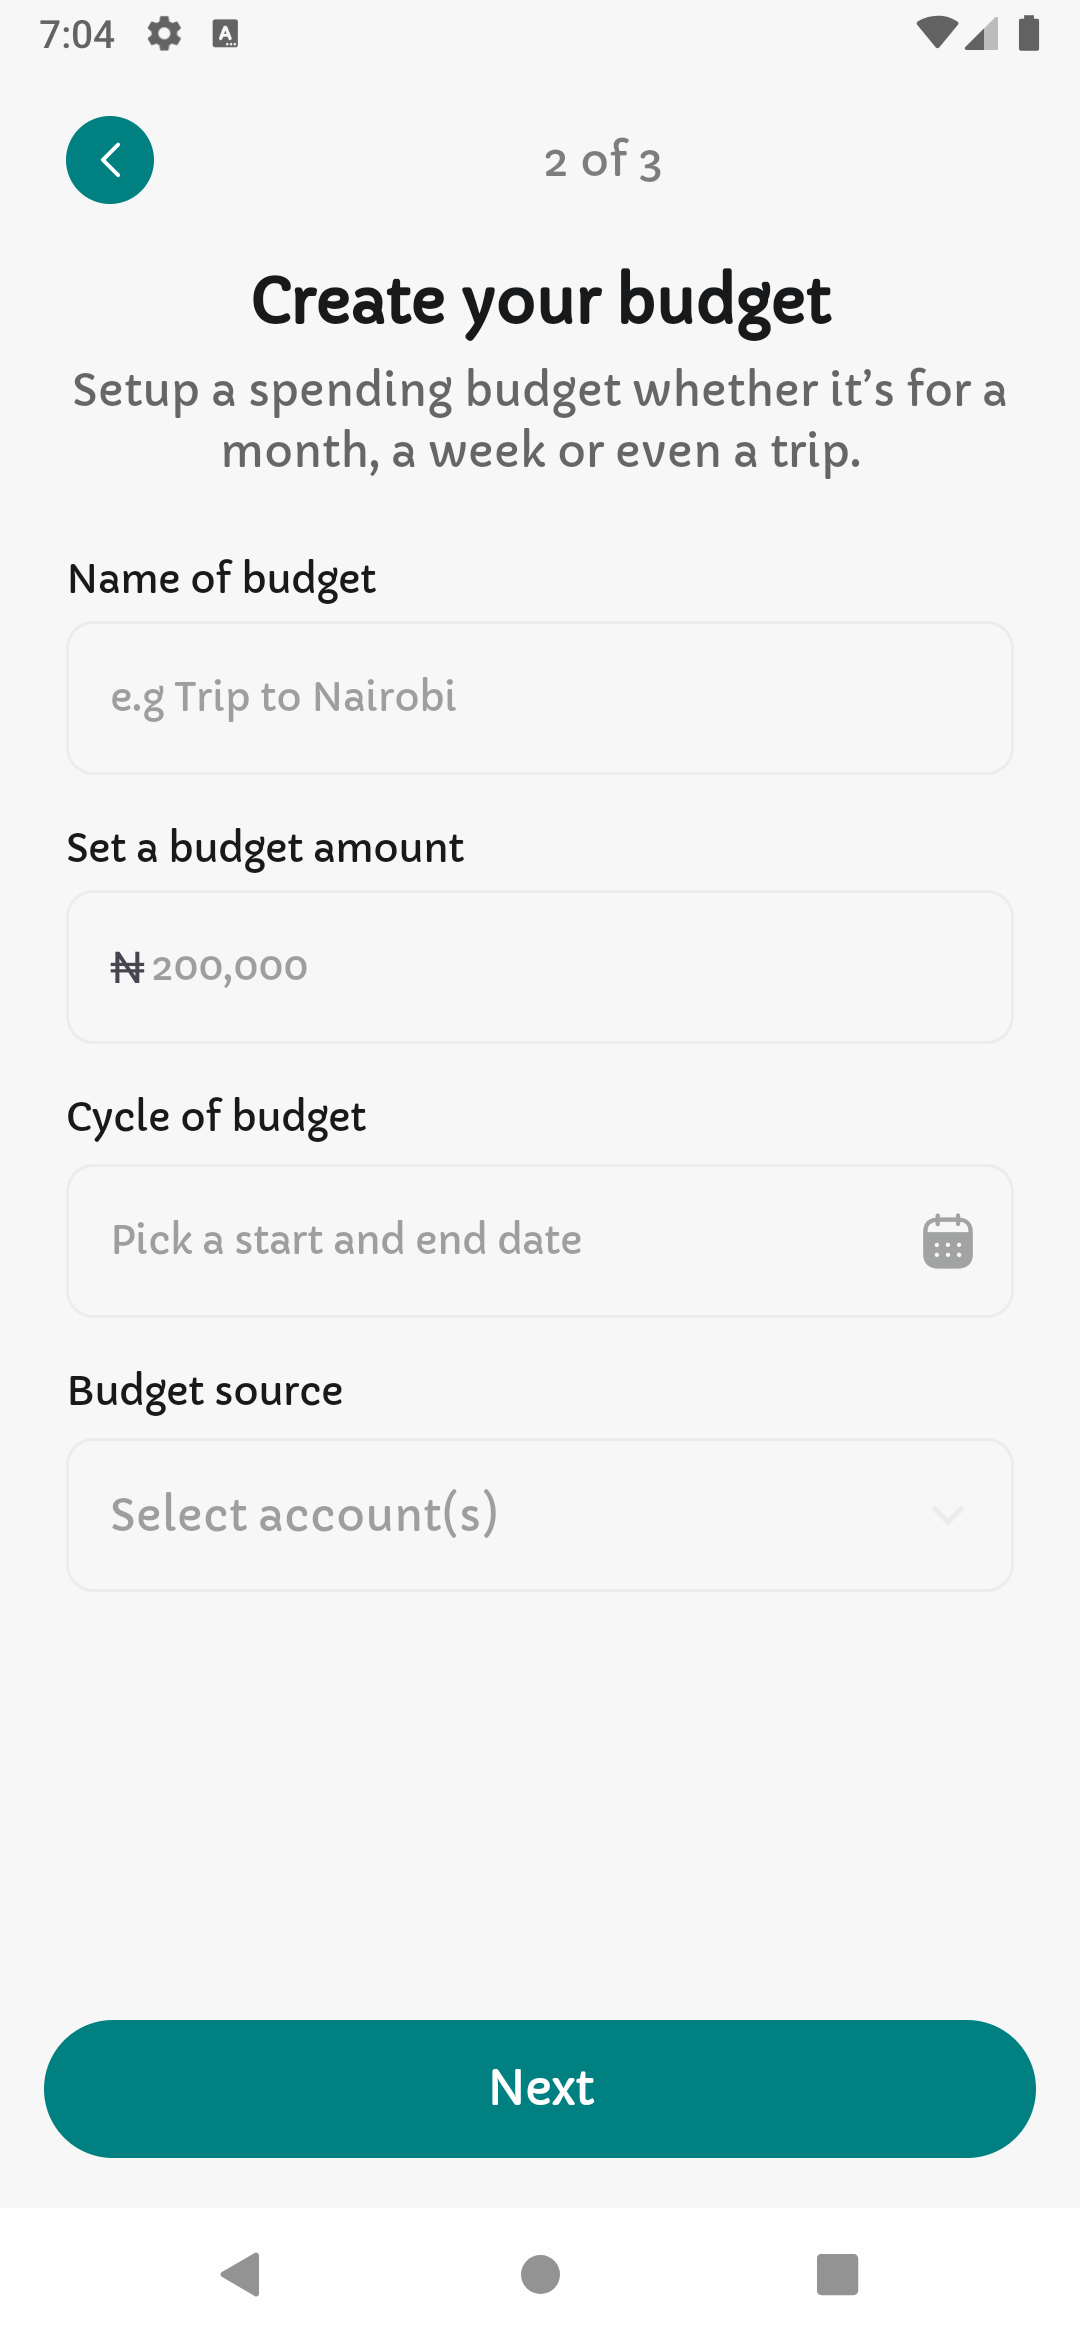 7:04
2 of 3
Create your budget
Setup a spending budget whether it’s for a
month, a week or even a trip.
Name of budget
e.g Trip to Nairobi
Set a budget amount
₦ 200,000
Cycle of budget
Pick a start and end date
Budget source
Select account(s)
Next